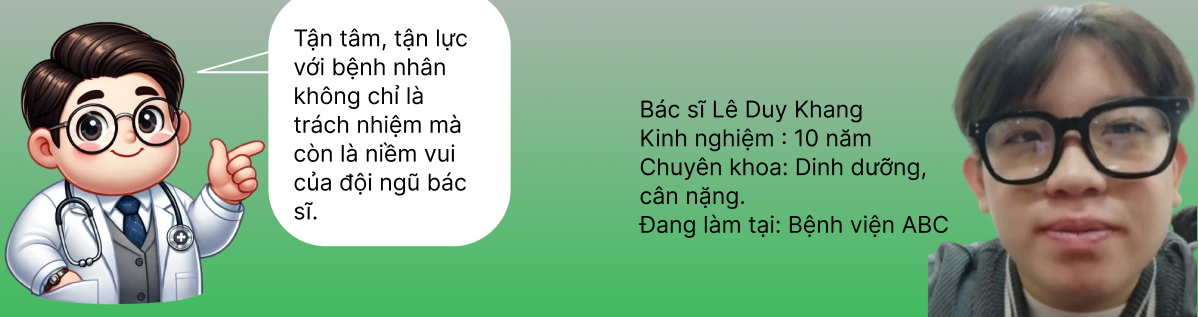 Tận tâm, tận lực
với bệnh nhân
không chỉ là
trách nhiệm mà
còn là niềm vui
của đội ngũ bác
sĩ.
Bác sĩ Lê Duy Khang
Kinh nghiệm : 10 năm
Chuyên khoa: Dinh dưỡng,
cân nặng.
Đang làm tại: Bệnh viện ABC